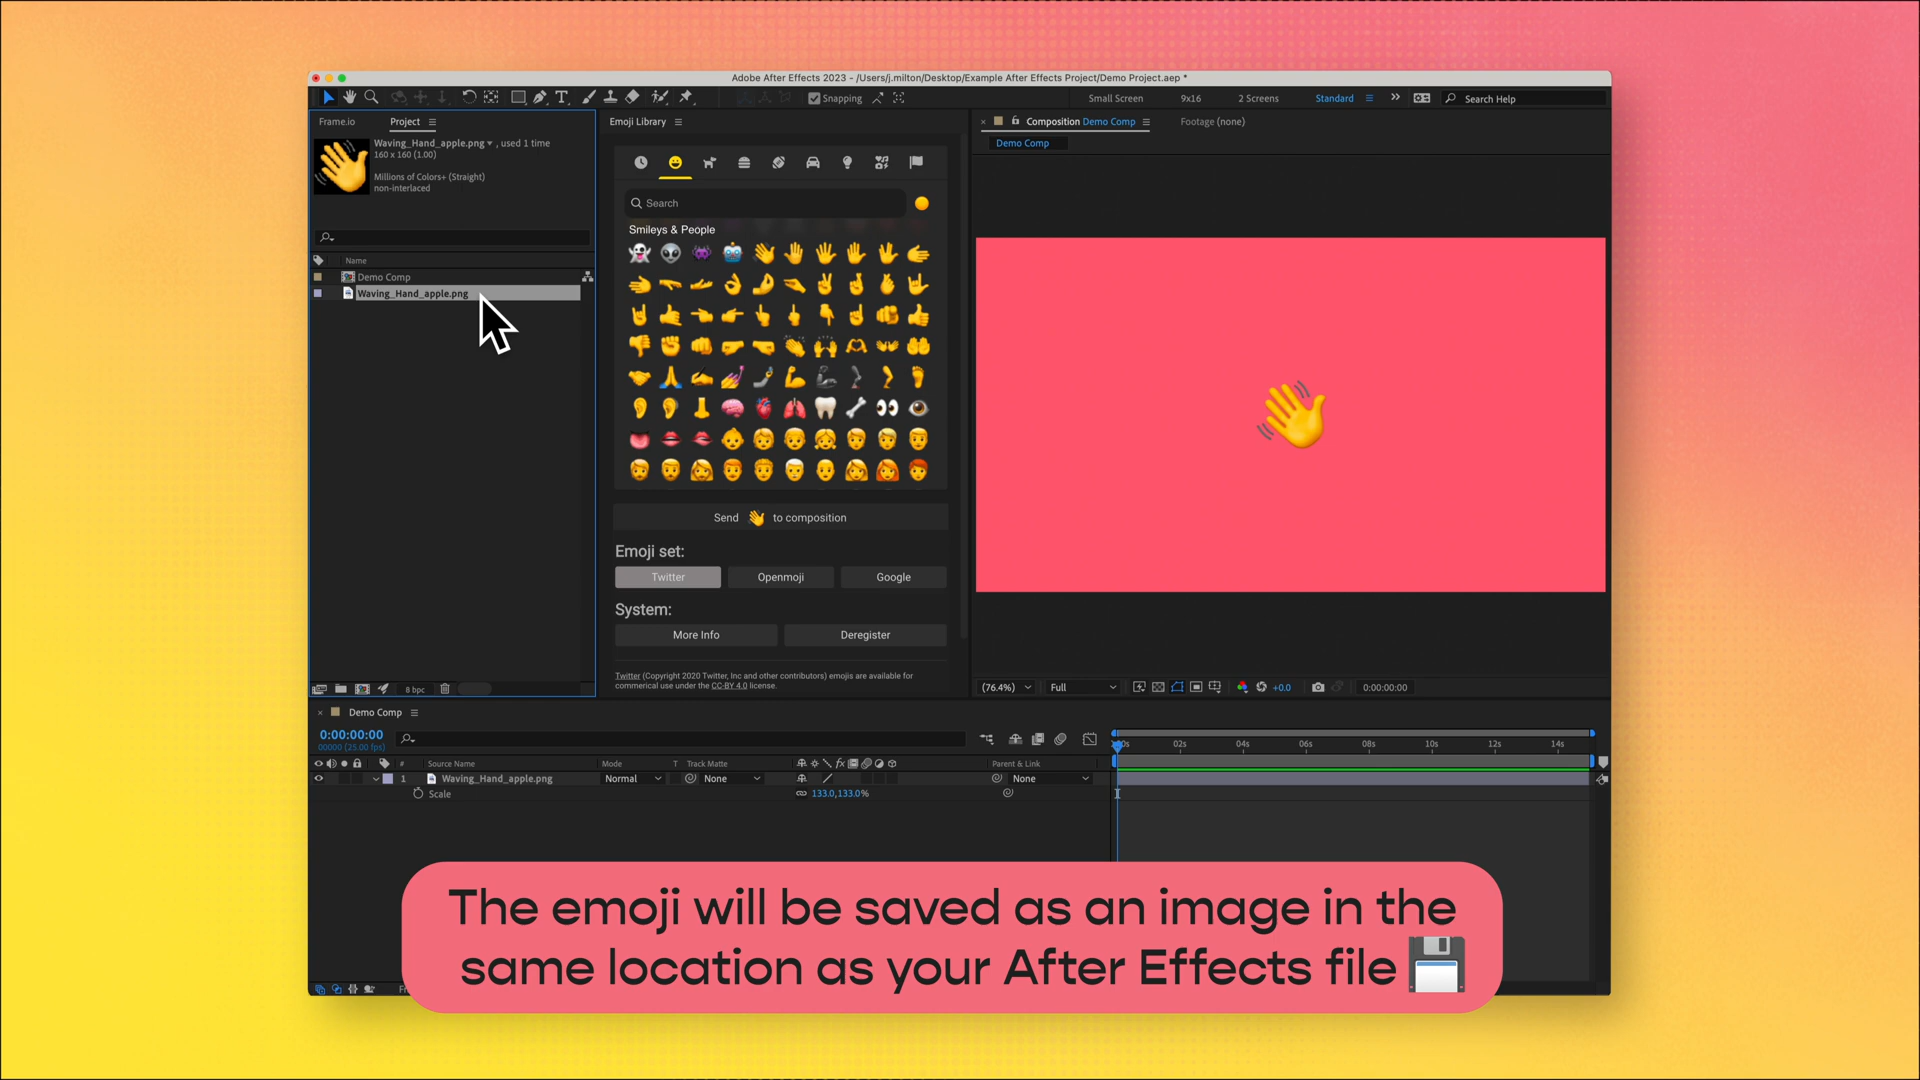 Adobe After Effects 2023 - /Users/j.milton/Desktop/Example After Effects Project/Demo Project.aep *
Snapping
Small Screen
9x16
2 Screens
Standard
Search Help
Frame.io
Project
Waving_Hand_apple.png , used 1 time
160 x 160 (1.00)
Millions of Colors+ (Straight)
non-interlaced
Name
Demo Comp
Waving_Hand_apple.png
8 bpc
Emoji Library
Search
Smileys & People
Send to composition
Emoji set:
Twitter
Openmoji
Google
System:
More Info
Deregister
Twitter (Copyright 2020 Twitter, Inc and other contributors) emojis are available for
commerical use under the CC-BY 4.0 license.
Composition Demo Comp
Footage (none)
Demo Comp
(76.4%)
Full
+0.0
0:00:00:00
Demo Comp
0:00:00:00
00000 (25.00 fps)
02s
04s
06s
08s
10s
12s
14s
#
Source Name
Mode
T
Track Matte
fx
Parent & Link
1
Waving_Hand_apple.png
Normal
None
None
Scale
133.0,133.0%
The emoji will be saved as an image in the
same location as your After Effects file